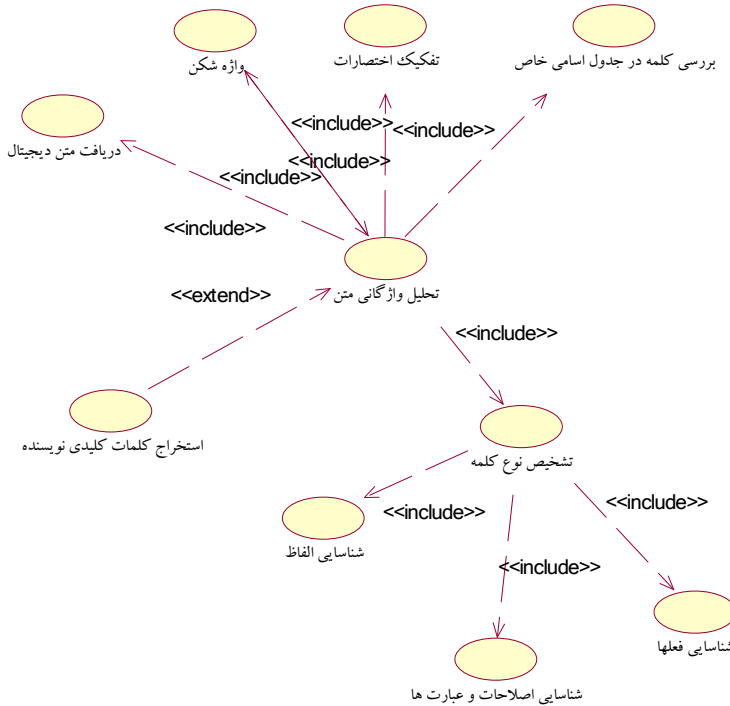 واژه شکن
تفکیک اختصارات
بررسی کلمه در جدول اسامی خاص
<<include>>
<<include>>
دریافت متن دیجیتال
<<include>>
<<include>>
<<include>>
تحلیل واژگانی متن
<<extend>>
<<include>>
استخراج کلمات کلیدی نویسنده
تشخیص نوع کلمه
<<include>>
شناسایی الفاظ
<<include>>
شناسایی فعلها
شناسایی اصلاحات و عبارت ها